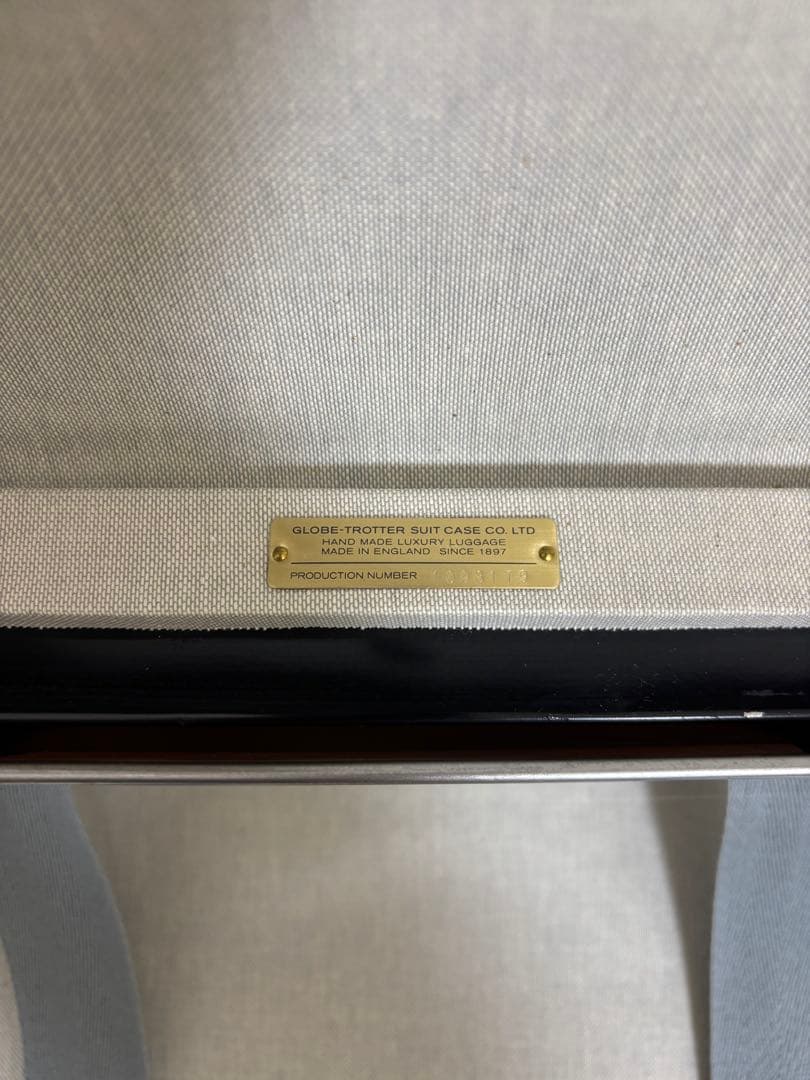 GLOBE-TROTTER SUIT CASE CO. LTD
HAND MADE LUXURY LUGGAGE
MADE IN ENGLAND SINCE 1897
PRODUCTION NUMBER